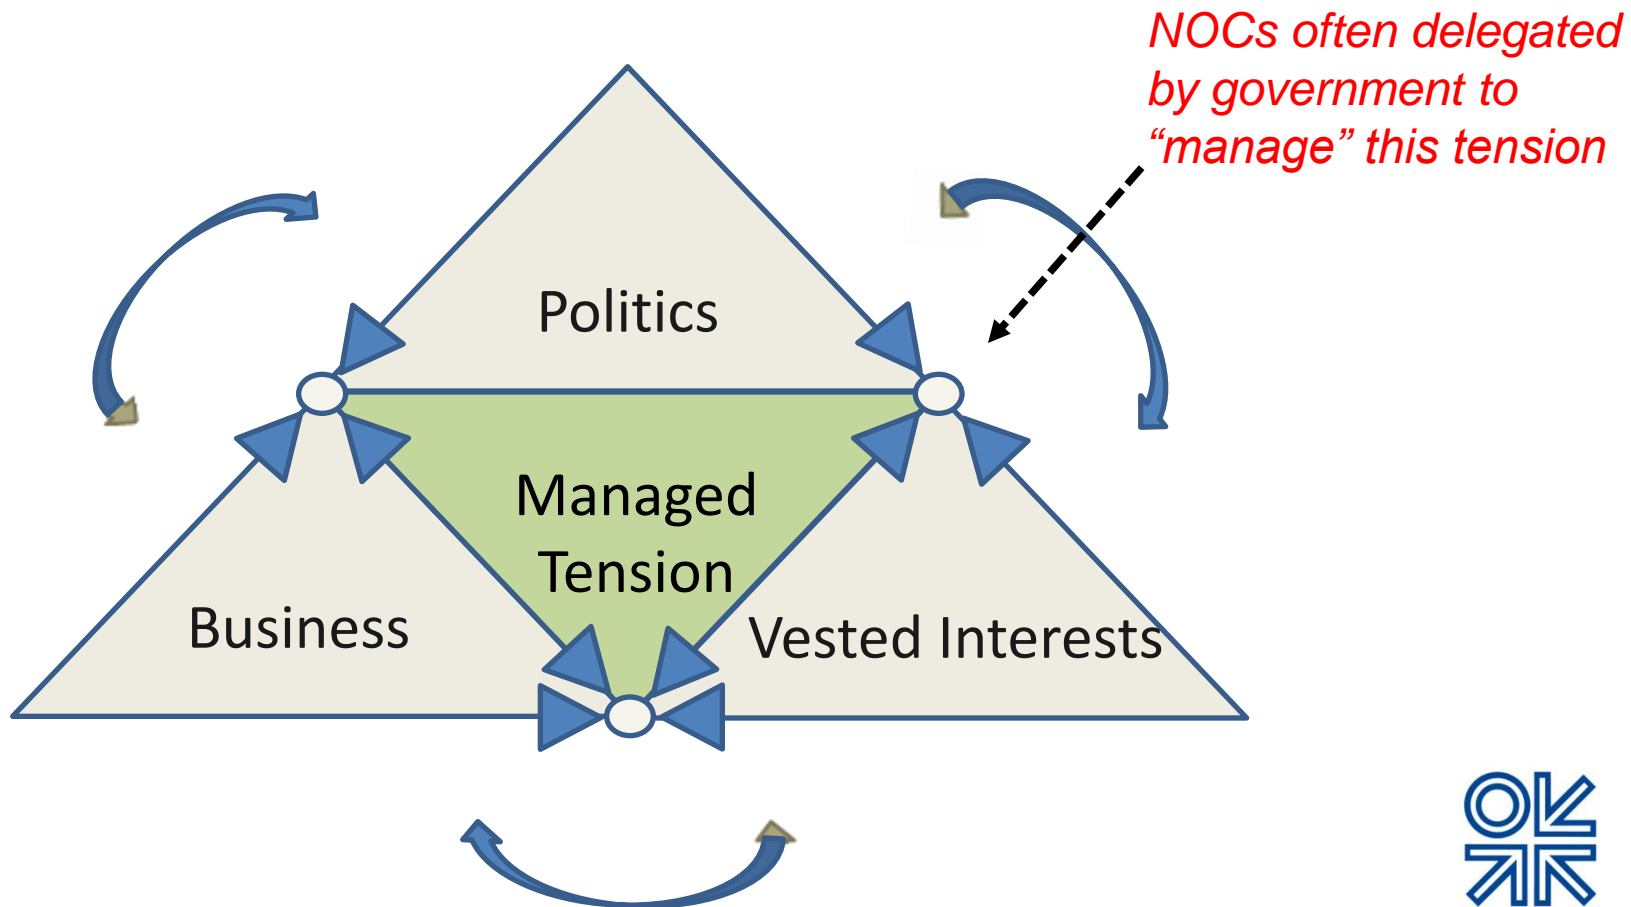 NOCs often delegated
by government to
“manage” this tension
Politics
Managed
Tension
Business
Vested Interests